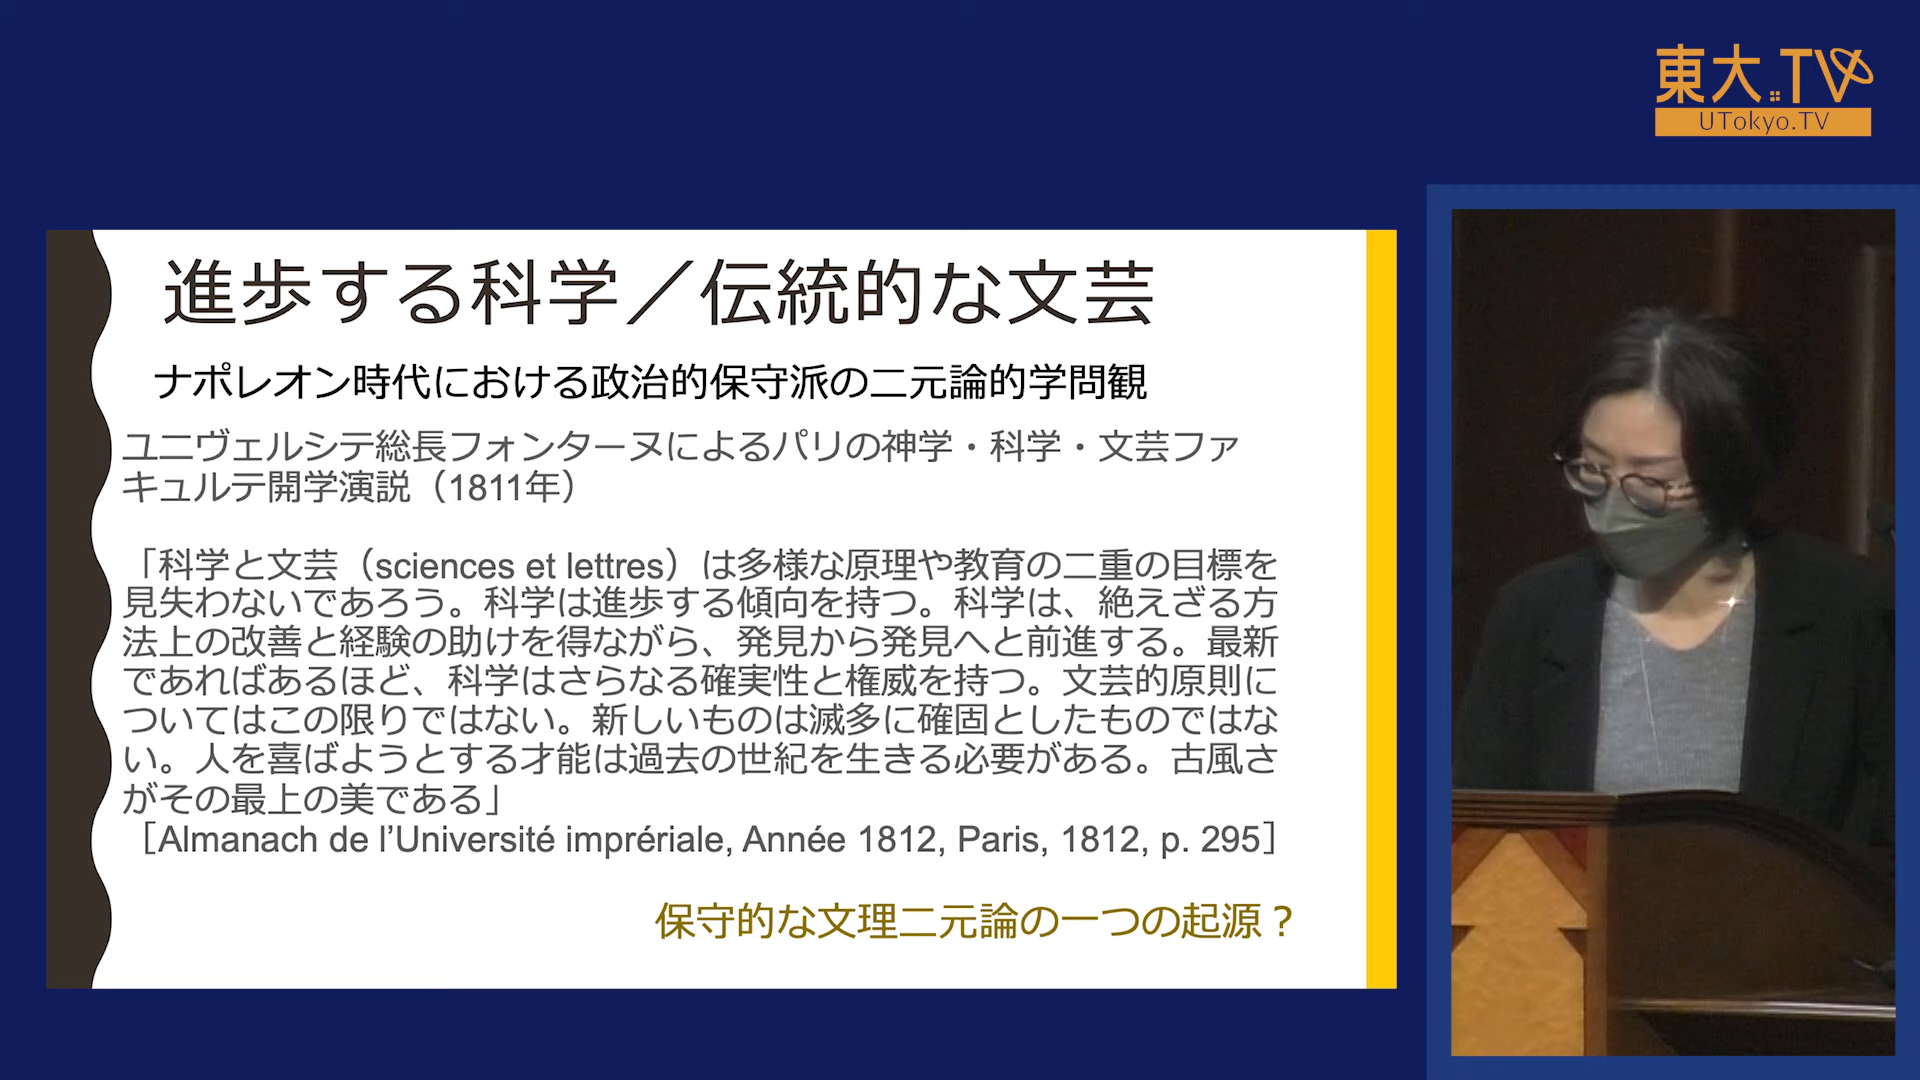 東大TV
UTokyo.TV
進歩する科学／伝統的な文芸
ナポレオン時代における政治的保守派の二元論的学問観
ユニヴェルシテ総長フォンターヌによるパリの神学・科学・文芸ファ
キュルテ開学演説（1811年）
「科学と文芸（sciences et lettres）は多様な原理や教育の二重の目標を
見失わないであろう。科学は進歩する傾向を持つ。科学は、絶えざる方
法上の改善と経験の助けを得ながら、発見から発見へと前進する。最新
であればあるほど、科学はさらなる確実性と権威を持つ。文芸的原則に
ついてはこの限りではない。新しいものは滅多に確固としたものではな
い。人を喜ばようとする才能は過去の世紀を生きる必要がある。古風さ
がその最上の美である」
［Almanach de l’Université imprériale, Année 1812, Paris, 1812, p. 295］
保守的な文理二元論の一つの起源？